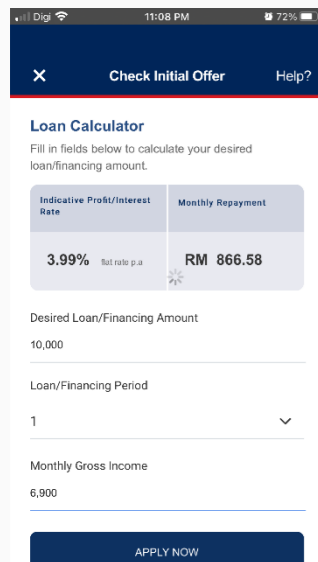 Digi 11:08 PM 72%
Check Initial Offer Help?
Loan Calculator
Fill in fields below to calculate your desired
loan/financing amount.
Indicative Profit/Interest
Rate
Monthly Repayment
3.99% flat rate p.a RM 866.58
Desired Loan/Financing Amount
10,000
Loan/Financing Period
1
Monthly Gross Income
6,900
APPLY NOW